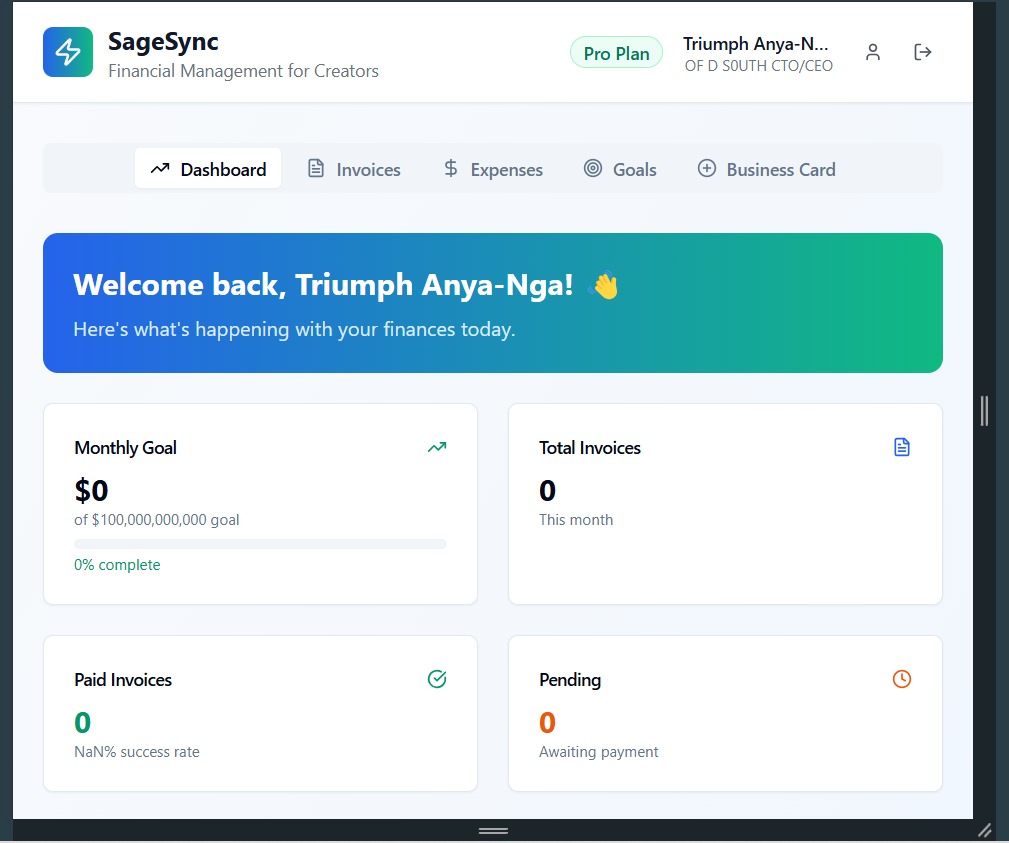 SageSync
Financial Management for Creators
Pro Plan
Triumph Anya-N...
OF D S0UTH CTO/CEO
Dashboard
Invoices
Expenses
Goals
Business Card
Welcome back, Triumph Anya-Nga! 👋
Here's what's happening with your finances today.
Monthly Goal
$0
of $100,000,000,000 goal
0% complete
Total Invoices
0
This month
Paid Invoices
0
NaN% success rate
Pending
0
Awaiting payment